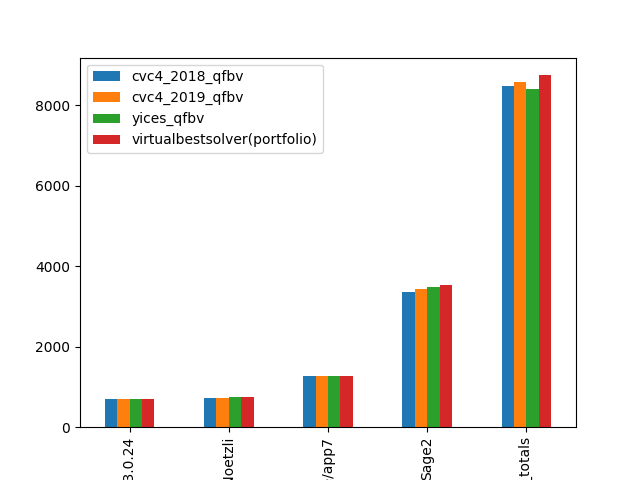 cvc4_2018_qfbv
cvc4_2019_qfbv
yices_qfbv
virtualbestsolver(portfolio)
8000
6000
4000
2000
0
3.0.24
Noetzli
/app7
Sage2
_totals